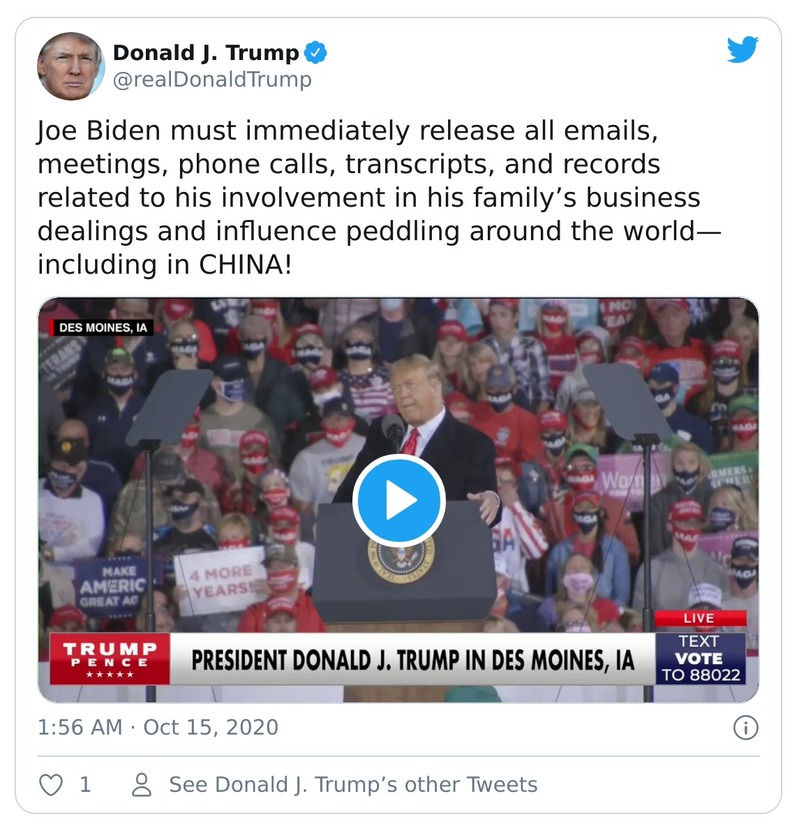 Donald J. Trump
@realDonaldTrump
Joe Biden must immediately release all emails,
meetings, phone calls, transcripts, and records
related to his involvement in his family’s business
dealings and influence peddling around the world—
including in CHINA!
DES MOINES, IA
MAKE
AMERIC
GREAT AG
4 MORE
YEARS!
Women
MAGA
LIVE
TRUMP
PENCE
PRESIDENT DONALD J. TRUMP IN DES MOINES, IA
TEXT
VOTE
TO 88022
1:56 AM · Oct 15, 2020
1
See Donald J. Trump’s other Tweets